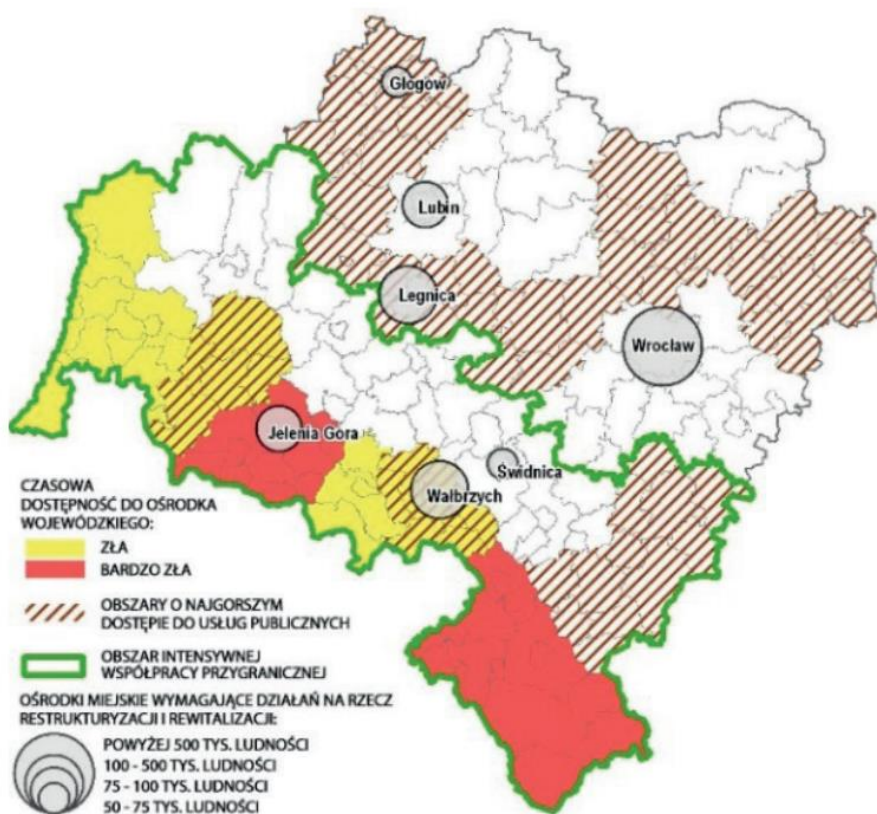 Głogów
Lubin
Legnica
Wrocław
Jelenia Gora
Świdnica
Wałbrzych
CZASOWA
DOSTĘPNOŚĆ DO OŚRODKA
WOJEWÓDZKIEGO:
ZŁA
BARDZO ZŁA
OBSZARY O NAJGORSZYM
DOSTĘPIE DO USŁUG PUBLICZNYCH
OBSZAR INTENSYWNEJ
WSPÓŁPRACY PRZYGRANICZNEJ
OŚRODKI MIEJSKIE WYMAGAJĄCE DZIAŁAŃ NA RZECZ
RESTRUKTURYZACJI I REWITALIZACJI:
POWYŻEJ 500 TYS. LUDNOŚCI
100 - 500 TYS. LUDNOŚCI
75 - 100 TYS. LUDNOŚCI
50 - 75 TYS. LUDNOŚCI